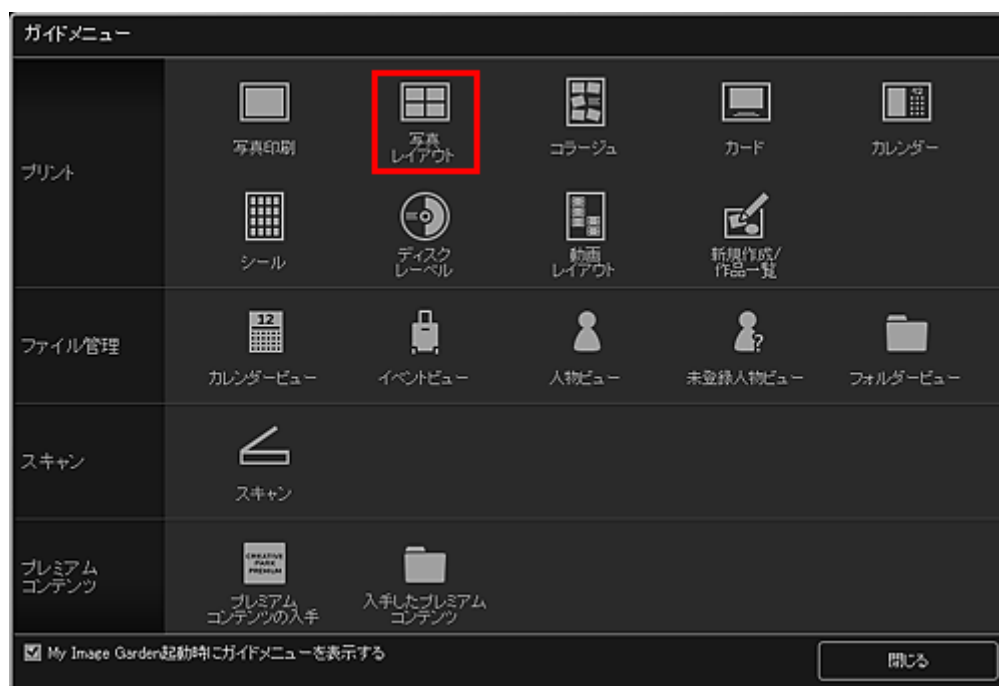 ガイドメニュー
プリント
写真印刷
写真
レイアウト
コラージュ
カード
カレンダー
シール
ディスク
レーベル
動画
レイアウト
新規作成/
作品一覧
ファイル管理
12
カレンダービュー
イベントビュー
人物ビュー
未登録人物ビュー
フォルダービュー
スキャン
スキャン
プレミアム
コンテンツ
CREATIVE
PARK
PREMIUM
プレミアム
コンテンツの入手
入手したプレミアム
コンテンツ
My Image Garden起動時にガイドメニューを表示する
閉じる